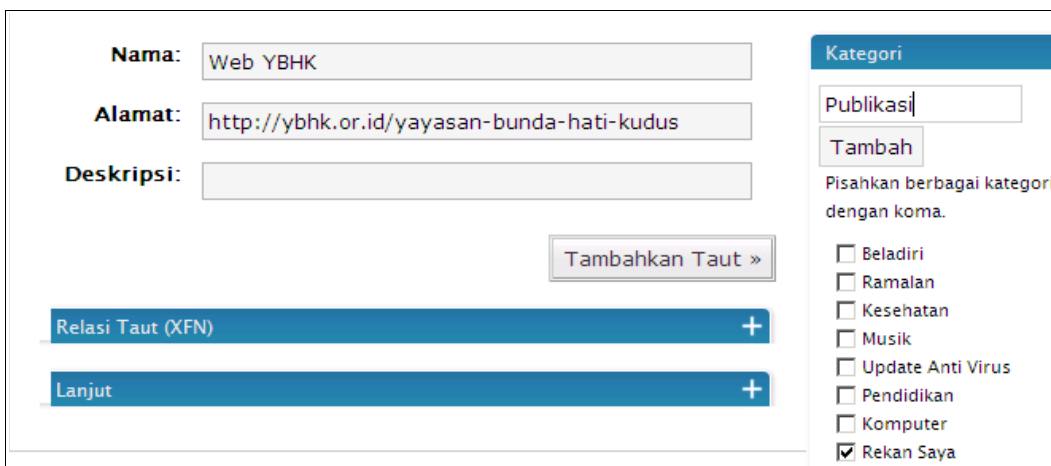 Nama: Web YBHK
Alamat: http://ybhk.or.id/yayasan-bunda-hati-kudus
Deskripsi:
Tambahkan Taut »
Relasi Taut (XFN) +
Lanjut +
Kategori
Publikasi
Tambah
Pisahkan berbagai kategori
dengan koma.
Beladiri
Ramalan
Kesehatan
Musik
Update Anti Virus
Pendidikan
Komputer
Rekan Saya